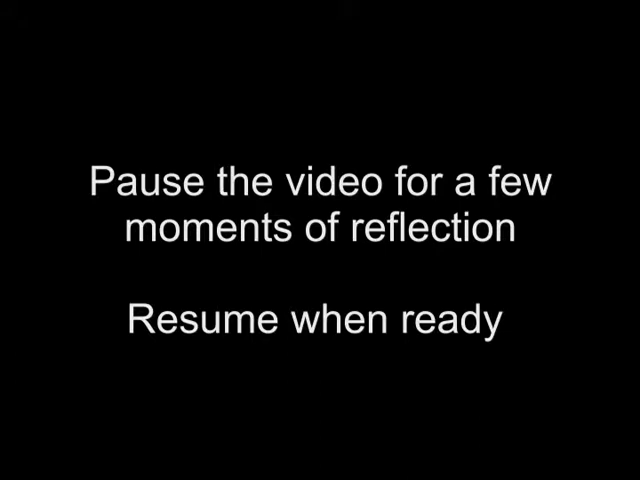 Pause the video for a few
moments of reflection
Resume when ready